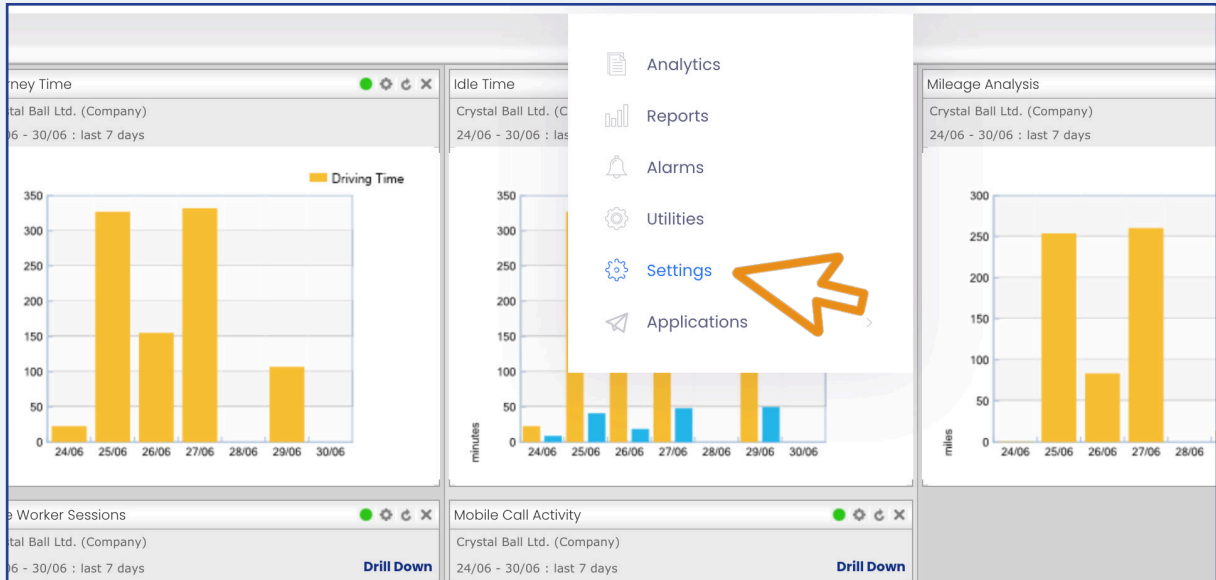 Analytics
Reports
Alarms
Utilities
Settings
Applications
rney Time
tal Ball Ltd. (Company)
06 - 30/06 : last 7 days
Driving Time
350
300
250
200
150
100
50
0
24/06 25/06 26/06 27/06 28/06 29/06 30/06
Idle Time
Crystal Ball Ltd. (C
24/06 - 30/06 : las
350
300
250
200
150
100
50
0
minutes
24/06 25/06 26/06 27/06 28/06 29/06 30/06
Mileage Analysis
Crystal Ball Ltd. (Company)
24/06 - 30/06 : last 7 days
300
250
200
150
100
50
0
miles
24/06 25/06 26/06 27/06 28/06
e Worker Sessions
tal Ball Ltd. (Company)
06 - 30/06 : last 7 days
Drill Down
Mobile Call Activity
Crystal Ball Ltd. (Company)
24/06 - 30/06 : last 7 days
Drill Down